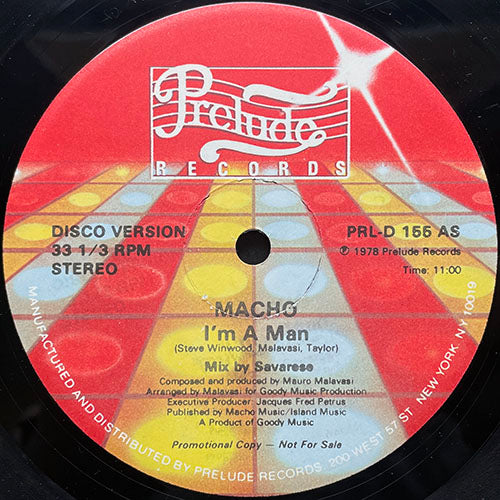 Prelude
RECORDS
DISCO VERSION
33 1/3 RPM
STEREO
PRL-D 155 AS
℗ 1978 Prelude Records
Time: 11:00
MACHO
I'm A Man
(Steve Winwood, Malavasi, Taylor)
Mix by Savarese
Composed and produced by Mauro Malavasi
Arranged by Malavasi for Goody Music Production
Executive Producer: Jacques Fred Petrus
Published by Macho Music/Island Music
A Product of Goody Music
Promotional Copy — Not For Sale
MANUFACTURED AND DISTRIBUTED BY PRELUDE RECORDS, 200 WEST 57 ST. NEW YORK, NY 10019